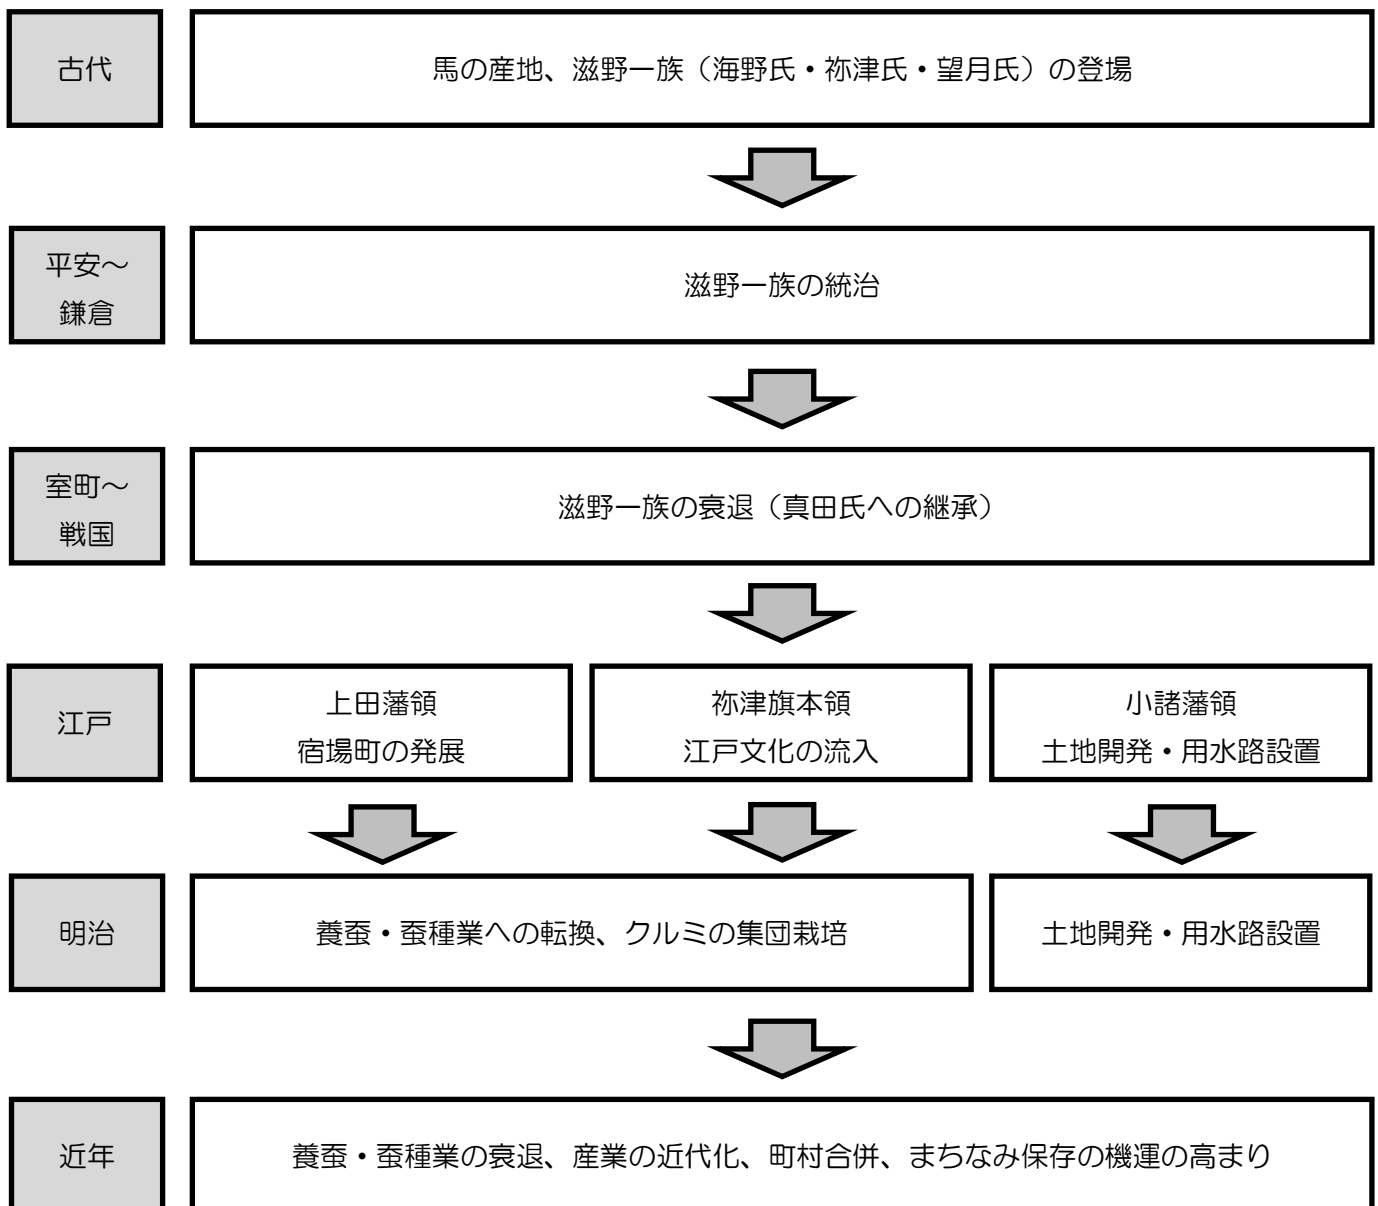 古代
馬の産地、滋野一族（海野氏・祢津氏・望月氏）の登場
平安～
鎌倉
滋野一族の統治
室町～
戦国
滋野一族の衰退（真田氏への継承）
江戸
上田藩領
宿場町の発展
祢津旗本領
江戸文化の流入
小諸藩領
土地開発・用水路設置
明治
養蚕・蚕種業への転換、クルミの集団栽培
土地開発・用水路設置
近年
養蚕・蚕種業の衰退、産業の近代化、町村合併、まちなみ保存の機運の高まり